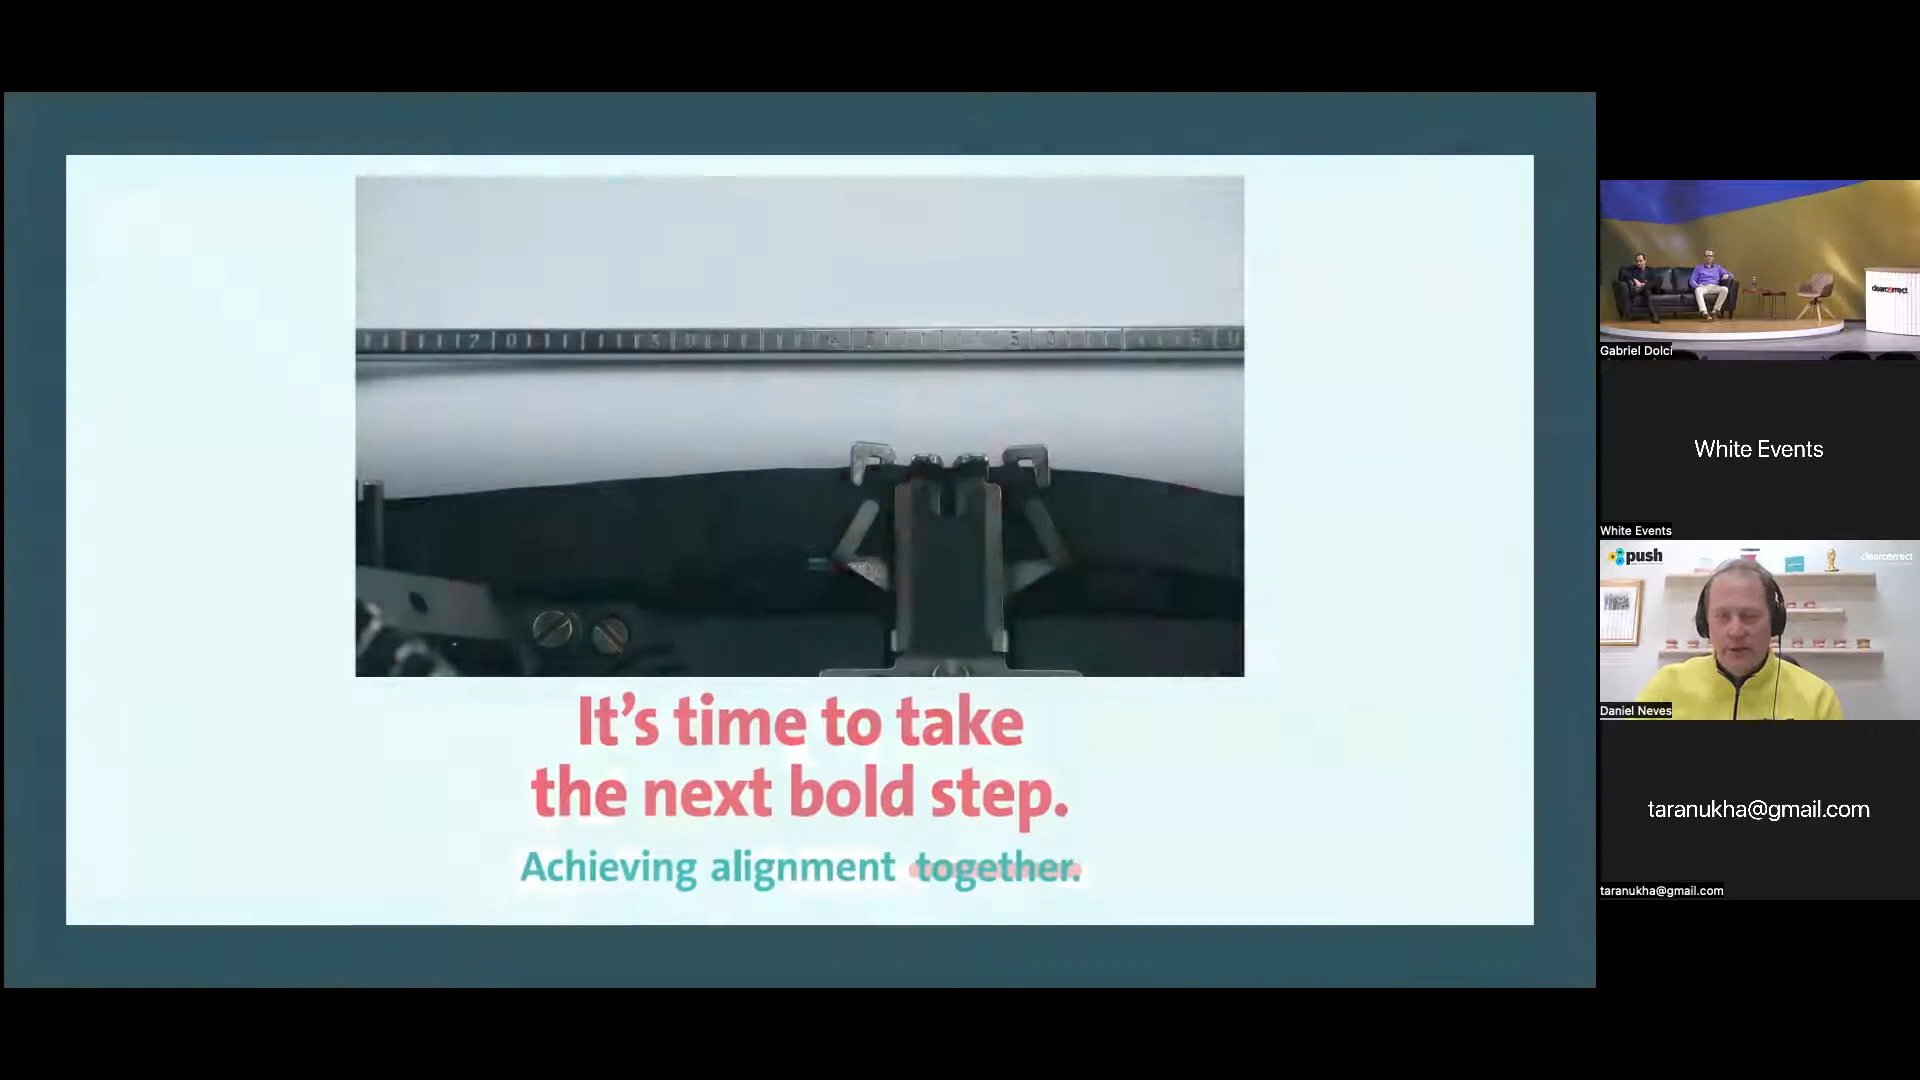 It's time to take
the next bold step.
Achieving alignment together.
clearcorrect
Gabriel Dolci
White Events
White Events
push
clearcorrect
Daniel Neves
taranukha@gmail.com
taranukha@gmail.com